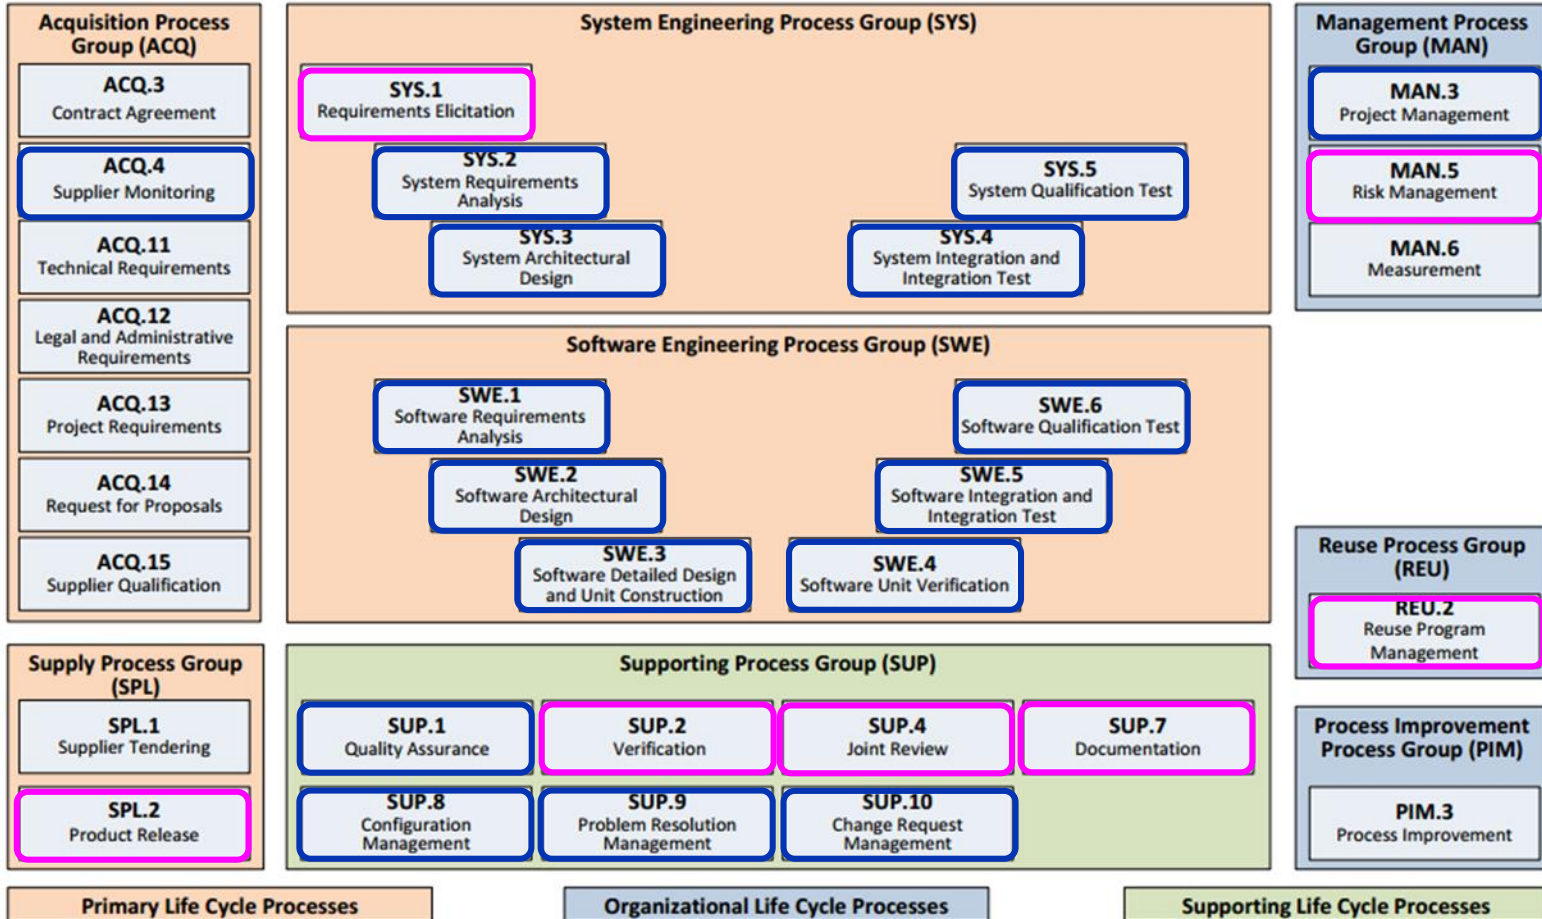 Acquisition Process
Group (ACQ)
ACQ.3
Contract Agreement
ACQ.4
Supplier Monitoring
ACQ.11
Technical Requirements
ACQ.12
Legal and Administrative
Requirements
ACQ.13
Project Requirements
ACQ.14
Request for Proposals
ACQ.15
Supplier Qualification
System Engineering Process Group (SYS)
SYS.1
Requirements Elicitation
SYS.2
System Requirements
Analysis
SYS.3
System Architectural
Design
SYS.5
System Qualification Test
SYS.4
System Integration and
Integration Test
Management Process
Group (MAN)
MAN.3
Project Management
MAN.5
Risk Management
MAN.6
Measurement
Software Engineering Process Group (SWE)
SWE.1
Software Requirements
Analysis
SWE.2
Software Architectural
Design
SWE.3
Software Detailed Design
and Unit Construction
SWE.6
Software Qualification Test
SWE.5
Software Integration and
Integration Test
SWE.4
Software Unit Verification
Reuse Process Group
(REU)
REU.2
Reuse Program
Management
Supply Process Group
(SPL)
SPL.1
Supplier Tendering
SPL.2
Product Release
Supporting Process Group (SUP)
SUP.1
Quality Assurance
SUP.2
Verification
SUP.4
Joint Review
SUP.7
Documentation
SUP.8
Configuration
Management
SUP.9
Problem Resolution
Management
SUP.10
Change Request
Management
Process Improvement
Process Group (PIM)
PIM.3
Process Improvement
Primary Life Cycle Processes
Organizational Life Cycle Processes
Supporting Life Cycle Processes